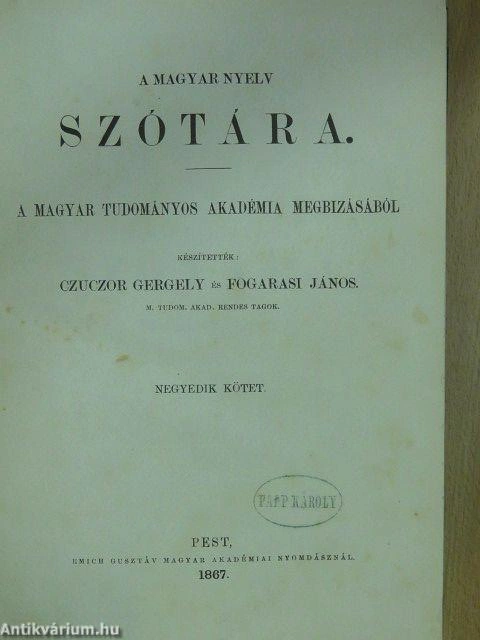 A MAGYAR NYELV
SZÓTÁRA.
A MAGYAR TUDOMÁNYOS AKADÉMIA MEGBIZÁSÁBÓL
KÉSZÍTETTÉK:
CZUCZOR GERGELY ÉS FOGARASI JÁNOS.
M. TUDOM. AKAD. RENDES TAGOK.
NEGYEDIK KÖTET.
PAPP KÁROLY
PEST,
EMICH GUSZTÁV MAGYAR AKADÉMIAI NYOMDÁSZNÁL.
1867.
Antikvárium.hu